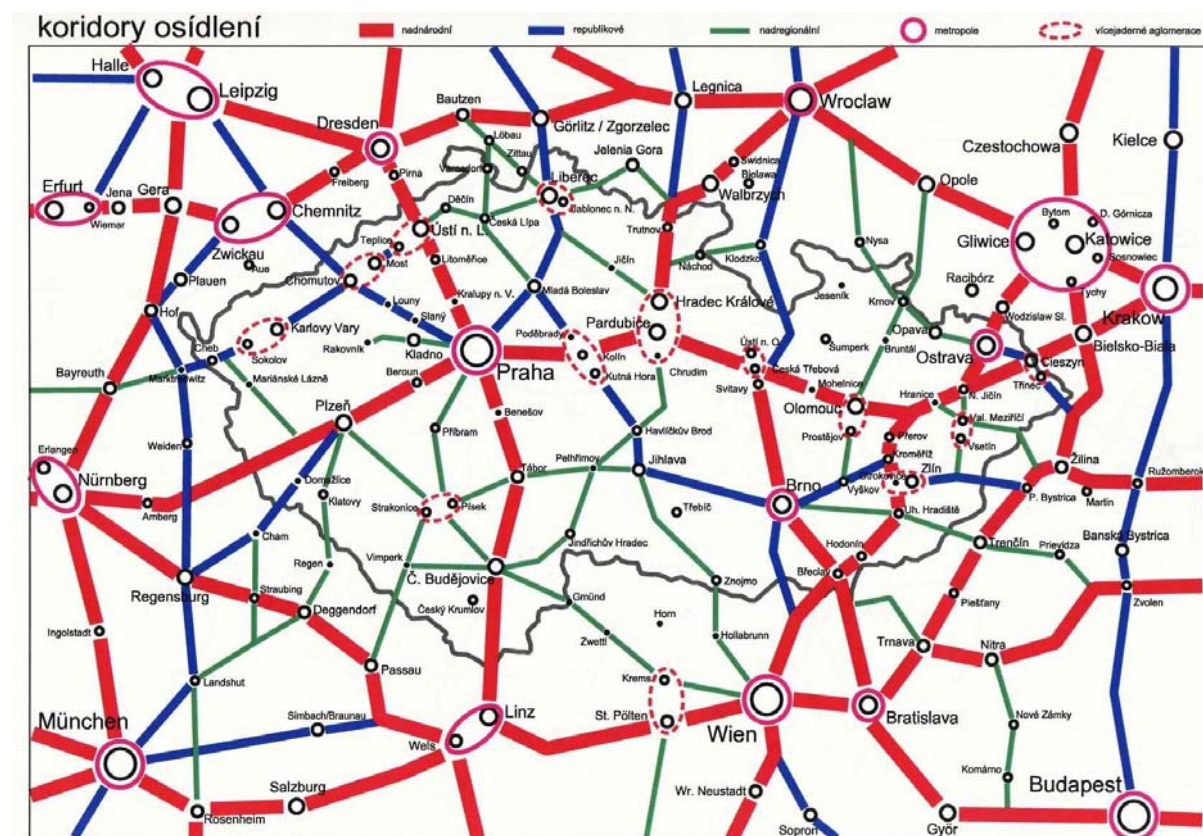 koridory osídlení
nadnárodní
republikové
nadregionální
metropole
vícejaderné aglomerace
Halle
Leipzig
Legnica
Wroclaw
Bautzen
Dresden
Görlitz / Zgorzelec
Löbau
Zittau
Jelenia Gora
Czestochowa
Kielce
Swidnica
Bielawa
Walbrzych
Opole
Erfurt
Wiemar
Jena
Gera
Freiberg
Pirna
Varnsdorf
Liberec
Jablonec n. N.
Chemnitz
Děčín
Česká Lípa
Ústí n. L.
Trutnov
Bytom
D. Górnicza
Gliwice
Katowice
Sosnowiec
Zwickau
Aue
Teplice
Most
Litoměřice
Jičín
Náchod
Klodzko
Nysa
Racibórz
Tychy
Plauen
Chomutov
Louny
Slaný
Kralupy n. V.
Mladá Boleslav
Hradec Králové
Jeseník
Krnov
Wodzislaw Sl.
Krakow
Hof
Karlovy Vary
Rakovník
Kladno
Poděbrady
Pardubice
Opava
Ostrava
Bielsko-Biala
Cheb
Sokolov
Marktredwitz
Mariánské Lázně
Beroun
Praha
Kolín
Kutná Hora
Chrudim
Ústí n. O.
Česká Třebová
Svitavy
Šumperk
Bruntál
Mohelnice
Cieszyn
Třinec
Bayreuth
Plzeň
Benešov
Olomouc
Hranice
N. Jičín
Val. Meziříčí
Weiden
Příbram
Havlíčkův Brod
Prostějov
Přerov
Vsetín
Erlangen
Nürnberg
Domažlice
Klatovy
Tábor
Pelhřimov
Jihlava
Kroměříž
Otrokovice
Zlín
Vyškov
Žilina
Ružomberok
Martin
P. Bystrica
Amberg
Strakonice
Písek
Třebíč
Brno
Uh. Hradiště
Cham
Regen
Vimperk
Jindřichův Hradec
Hodonín
Trenčín
Prievidza
Banská Bystrica
Regensburg
Straubing
Č. Budějovice
Znojmo
Břeclav
Zvolen
Ingolstadt
Deggendorf
Český Krumlov
Gmünd
Horn
Hollabrunn
Piešťany
Zwettl
Trnava
Nitra
Landshut
Passau
Krems
München
Simbach/Braunau
Linz
St. Pölten
Wien
Bratislava
Nové Zámky
Wels
Salzburg
Komárno
Rosenheim
Wr. Neustadt
Budapest
Sopron
Györ